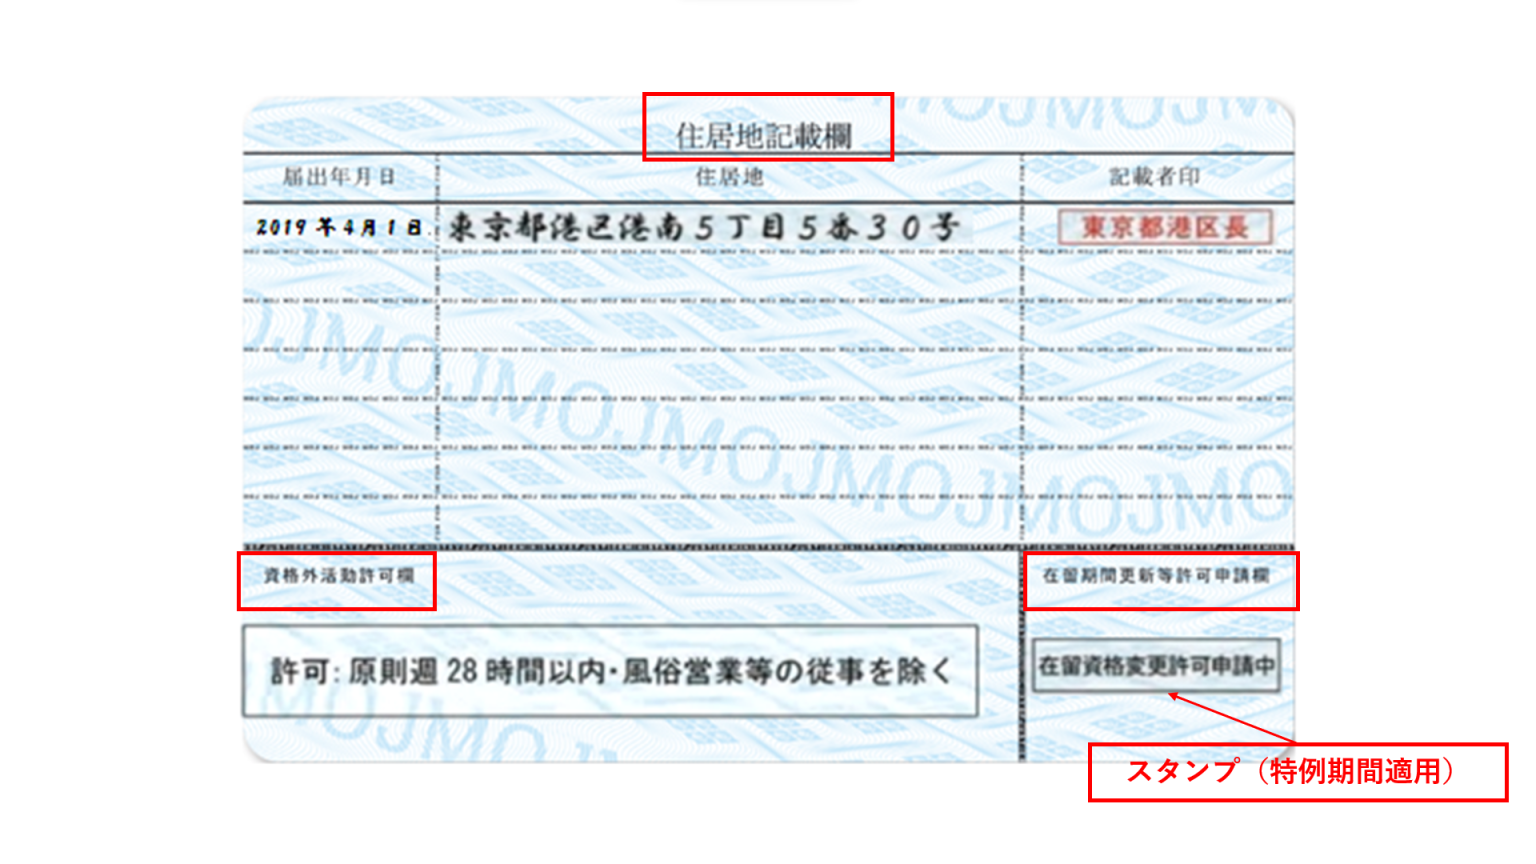 住居地記載欄
届出年月日 住居地 記載者印
2019年4月1日. 東京都港区港南5丁目5番30号 東京都港区長
MOJMOJM
MOJMOJMOJMOJMOJMO
資格外活動許可欄 在留期間更新等許可申請欄
許可: 原則週 28 時間以内・風俗営業等の従事を除く
在留資格変更許可申請中
MOJMOJM
スタンプ（特例期間適用）